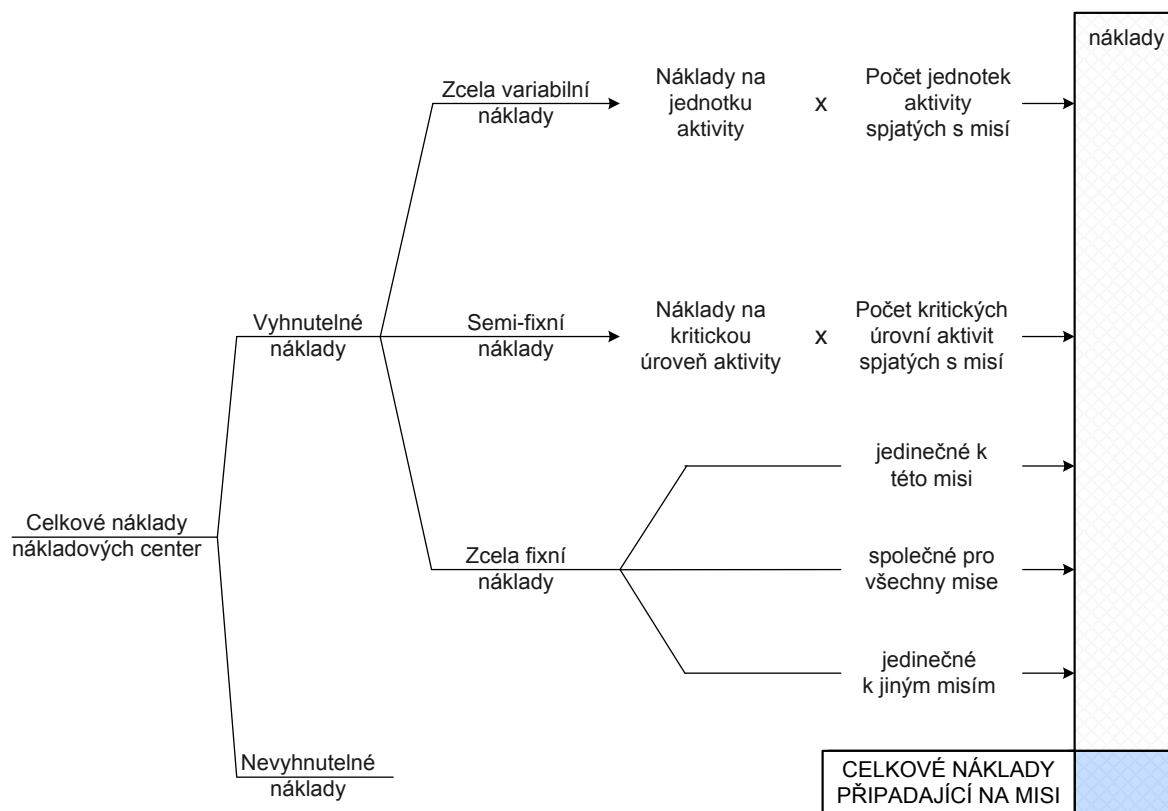 náklady
Zcela variabilní
náklady
Náklady na
jednotku
aktivity
x
Počet jednotek
aktivity
spjatých s misí
Vyhnutelné
náklady
Semi-fixní
náklady
Náklady na
kritickou
úroveň aktivity
x
Počet kritických
úrovní aktivit
spjatých s misí
jedinečné k
této misi
Celkové náklady
nákladových center
Zcela fixní
náklady
společné pro
všechny mise
jedinečné
k jiným misím
Nevyhnutelné
náklady
CELKOVÉ NÁKLADY
PŘIPADAJÍCÍ NA MISI